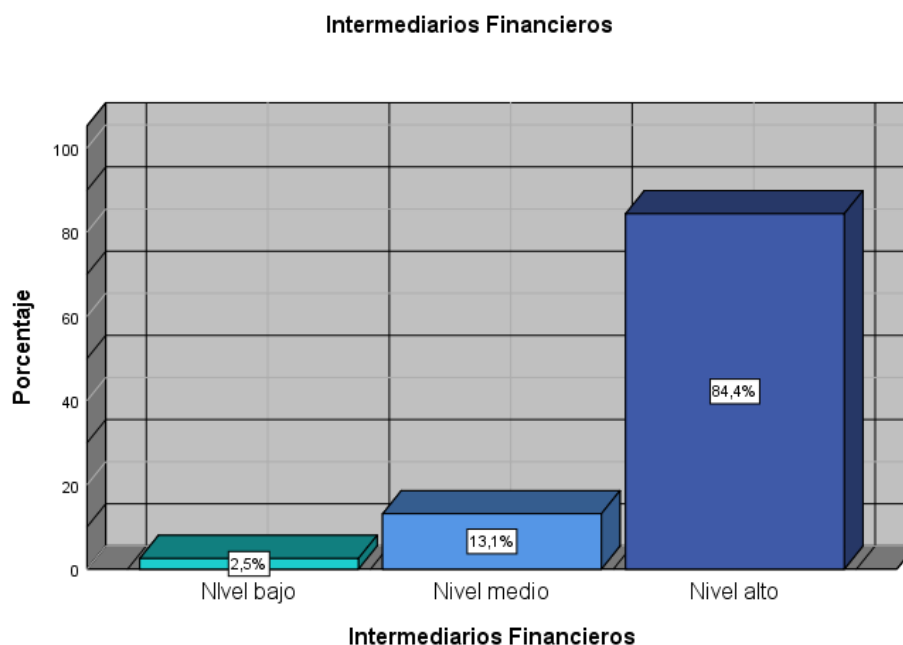 Intermediarios Financieros
100
80
60
40
20
0
Porcentaje
2,5%
13,1%
84,4%
NIvel bajo
Nivel medio
Nivel alto
Intermediarios Financieros